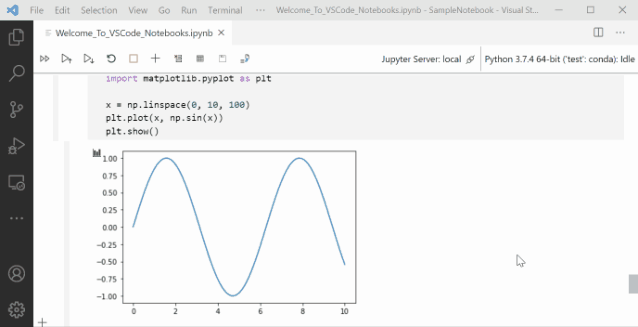 File Edit Selection View Go Run Terminal ··· Welcome_To_VSCode_Notebooks.ipynb - SampleNotebook - Visual St...
Welcome_To_VSCode_Notebooks.ipynb
Jupyter Server: local Python 3.7.4 64-bit ('test': conda): Idle
import matplotlib.pyplot as plt
x = np.linspace(0, 10, 100)
plt.plot(x, np.sin(x))
plt.show()
1.00
0.75
0.50
0.25
0.00
−0.25
−0.50
−0.75
−1.00
0 2 4 6 8 10